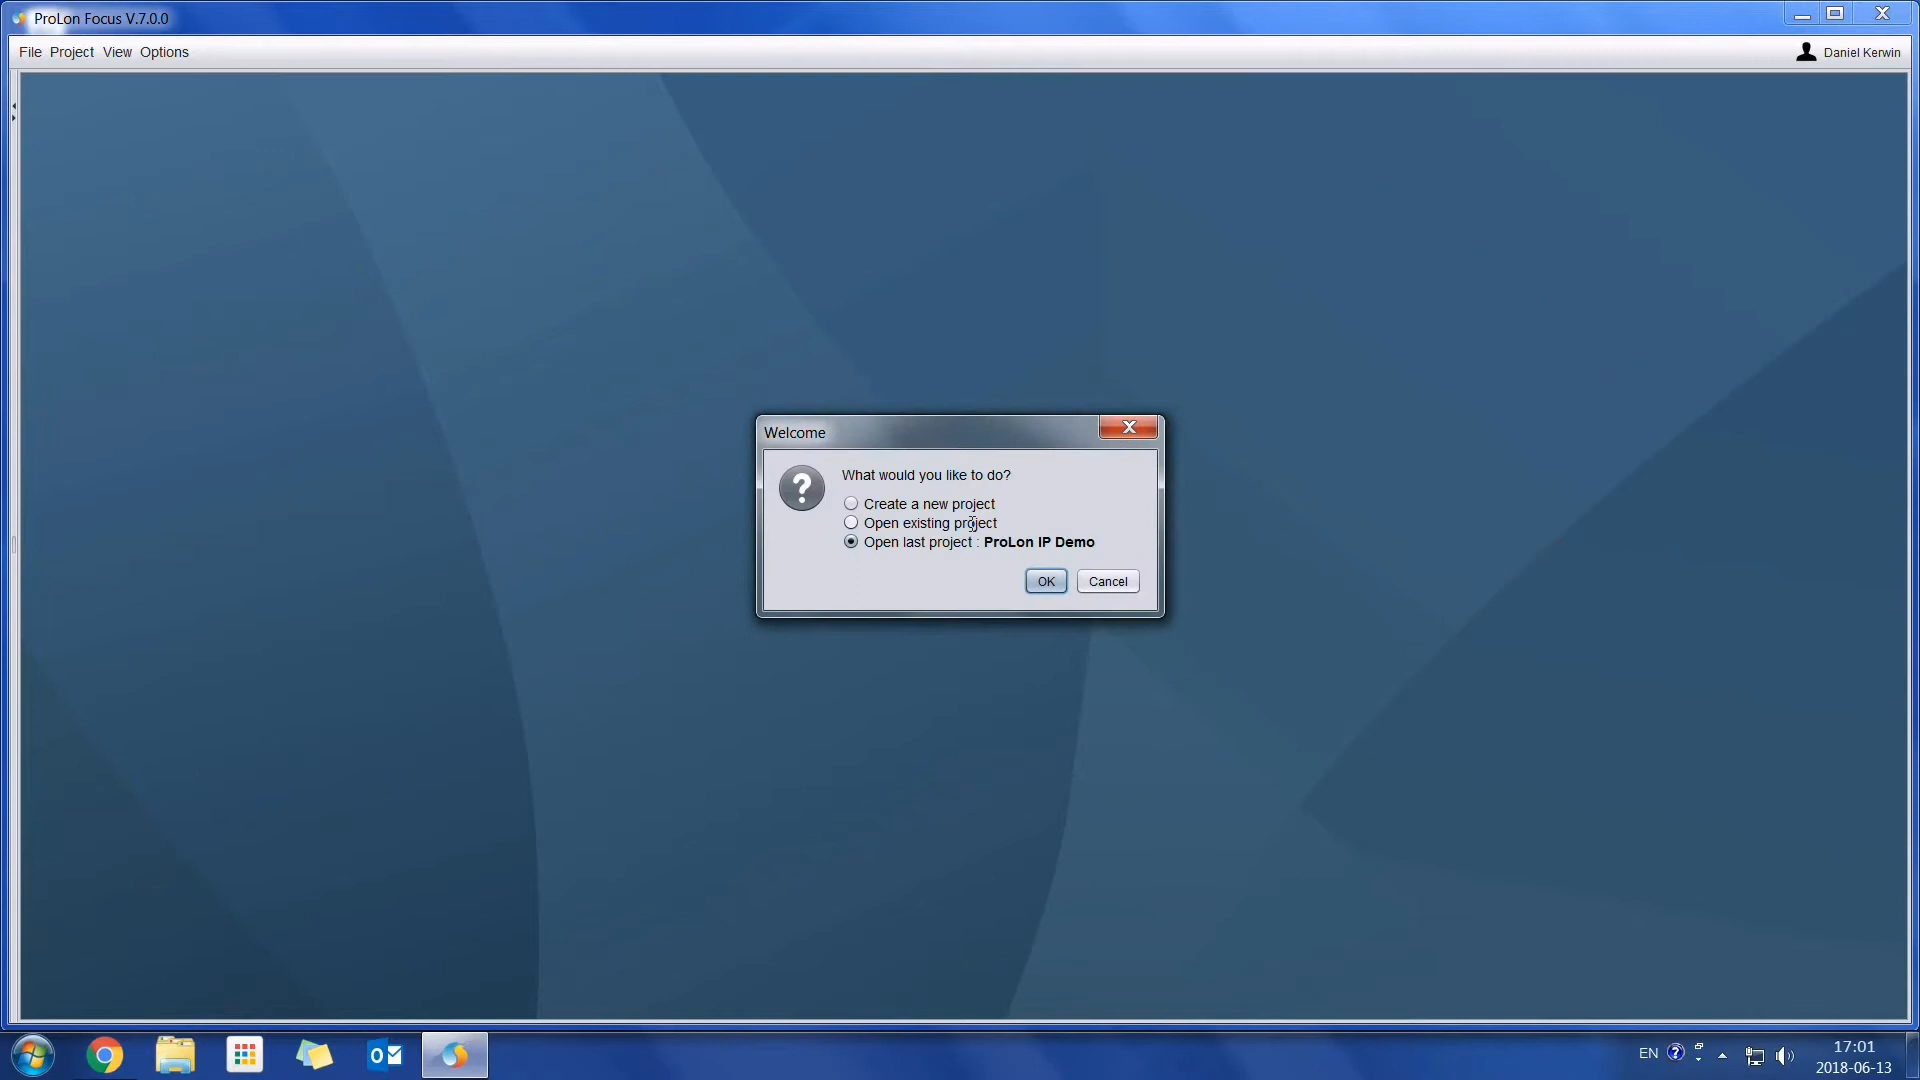 ProLon Focus V.7.0.0
File Project View Options
Daniel Kerwin
Welcome
What would you like to do?
Create a new project
Open existing project
Open last project : ProLon IP Demo
OK Cancel
EN
17:01
2018-06-13